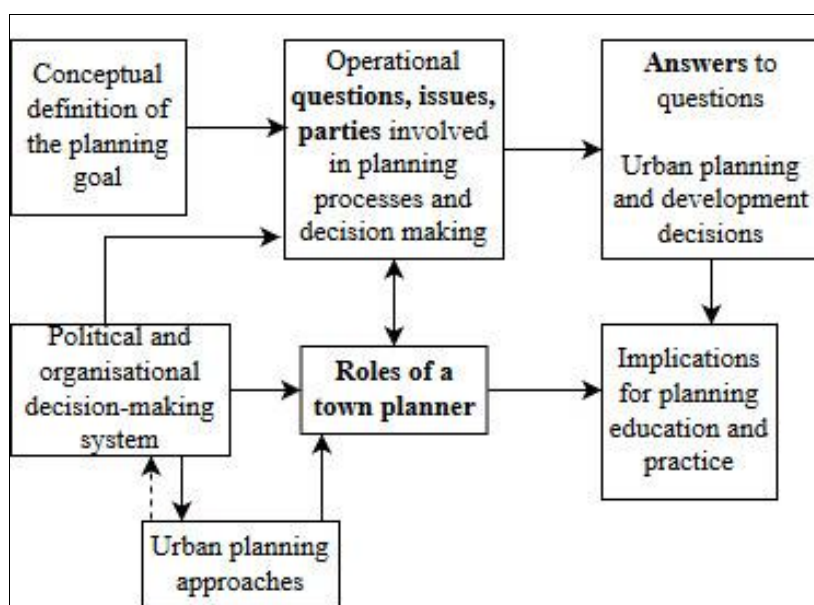 Conceptual
definition of
the planning
goal
Operational
questions, issues,
parties involved
in planning
processes and
decision making
Answers to
questions
Urban planning
and development
decisions
Political and
organisational
decision-making
system
Roles of a
town planner
Implications
for planning
education and
practice
Urban planning
approaches